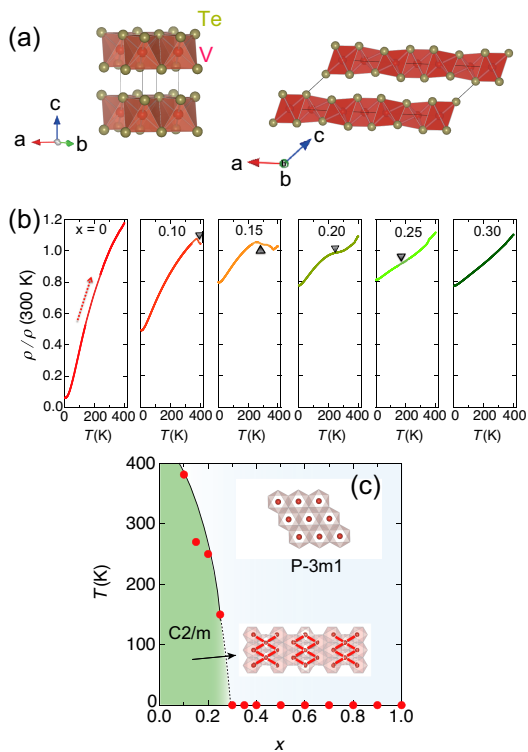 (a)
Te
V
c
a
b
c
a
b
b
(b)
x = 0
0.10
0.15
0.20
0.25
0.30
ρ / ρ (300 K)
1.2
1.0
0.8
0.6
0.4
0.2
0.0
0 200 400
0 200 400
0 200 400
0 200 400
0 200 400
0 200 400
T(K) T(K) T(K) T(K) T(K) T(K)
(c)
400
300
200
100
0
T(K)
P-3m1
C2/m
0.0 0.2 0.4 0.6 0.8 1.0
x